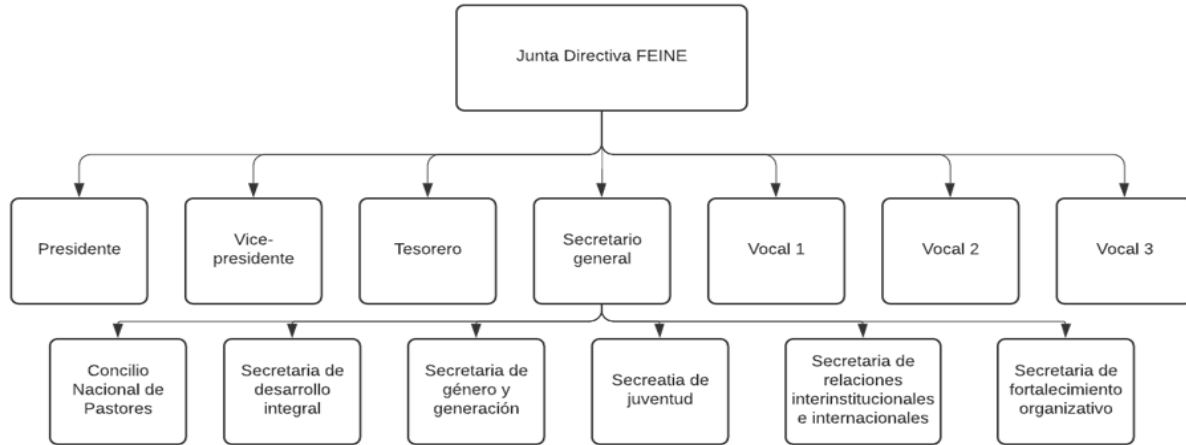 Junta Directiva FEINE
Presidente
Vice-
presidente
Tesorero
Secretario
general
Vocal 1
Vocal 2
Vocal 3
Concilio
Nacional de
Pastores
Secretaria de
desarrollo
integral
Secretaria de
género y
generación
Secreatia de
juventud
Secretaria de
relaciones
interinstitucionales
e internacionales
Secretaria de
fortalecimiento
organizativo